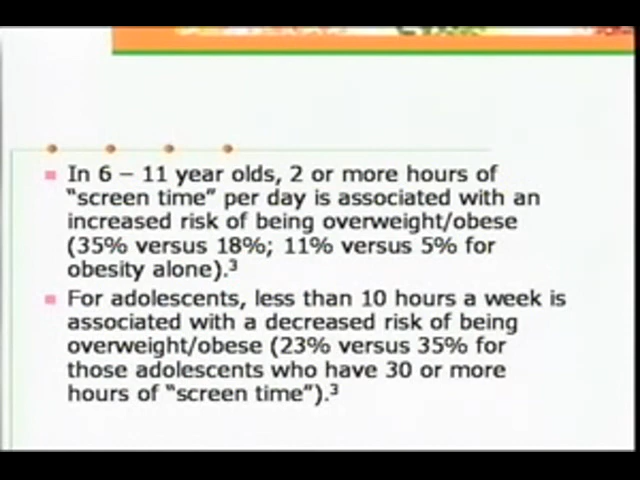 In 6 – 11 year olds, 2 or more hours of
"screen time" per day is associated with an
increased risk of being overweight/obese
(35% versus 18%; 11% versus 5% for
obesity alone).³
For adolescents, less than 10 hours a week is
associated with a decreased risk of being
overweight/obese (23% versus 35% for
those adolescents who have 30 or more
hours of "screen time").³